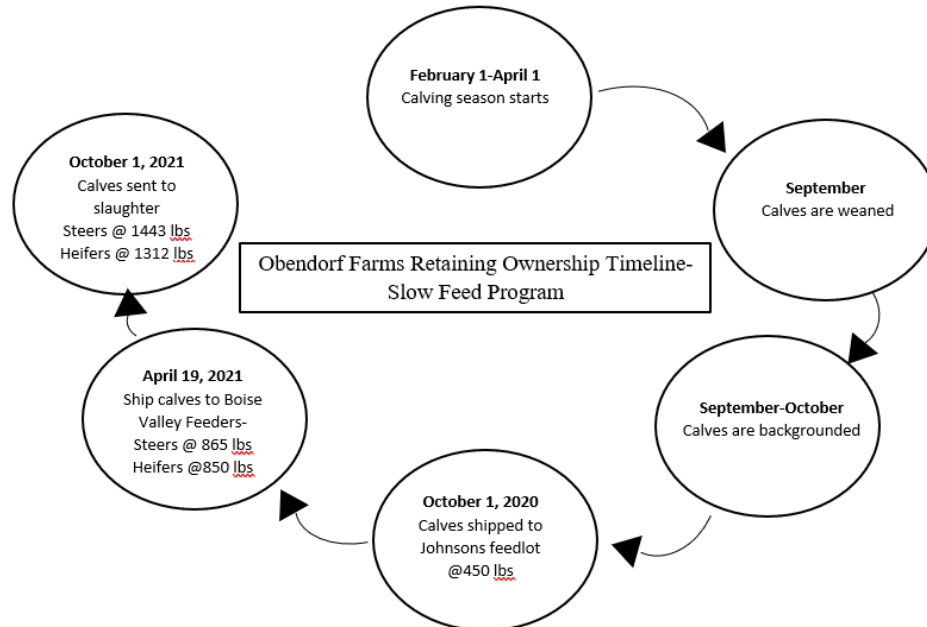 February 1-April 1
Calving season starts
September
Calves are weaned
September-October
Calves are backgrounded
October 1, 2020
Calves shipped to
Johnsons feedlot
@450 lbs
April 19, 2021
Ship calves to Boise
Valley Feeders-
Steers @ 865 lbs
Heifers @850 lbs
October 1, 2021
Calves sent to
slaughter
Steers @ 1443 lbs
Heifers @ 1312 lbs
Obendorf Farms Retaining Ownership Timeline-
Slow Feed Program